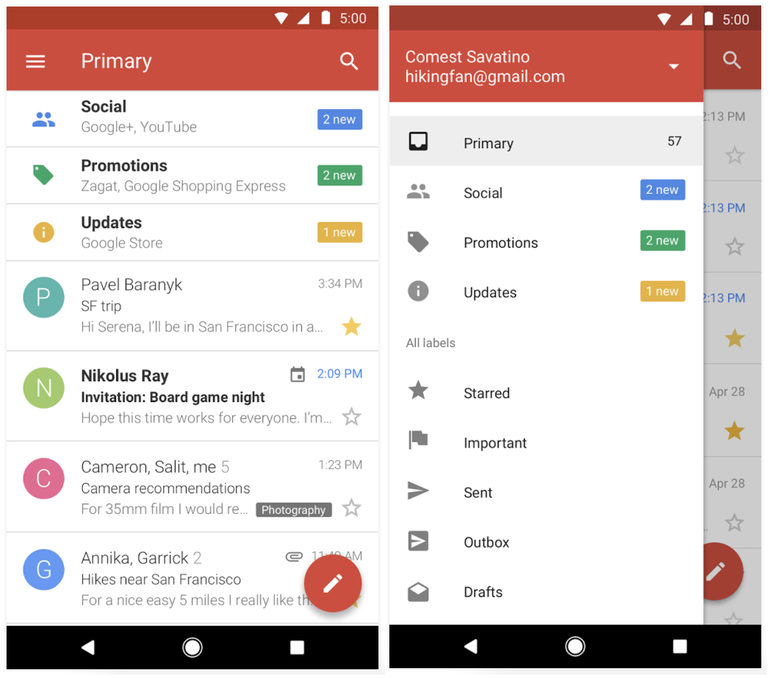 5:00
Primary
Social
Google+, YouTube
2 new
Promotions
Zagat, Google Shopping Express
2 new
Updates
Google Store
1 new
P
Pavel Baranyk
3:34 PM
SF trip
Hi Serena, I'll be in San Francisco in a...
N
Nikolus Ray
2:09 PM
Invitation: Board game night
Hope this time works for everyone. I'm...
C
Cameron, Salit, me 5
1:23 PM
Camera recommendations
For 35mm film I would re...
Photography
G
Annika, Garrick 2
AM
Hikes near San Francisco
For a nice easy 5 miles I really like
5:00
Comest Savatino
hikingfan@gmail.com
Primary
57
Social
2 new
Promotions
2 new
Updates
1 new
All labels
Starred
Important
Sent
Outbox
Drafts
2:13 PM
2:13 PM
2:13 PM
Apr 28
Apr 28